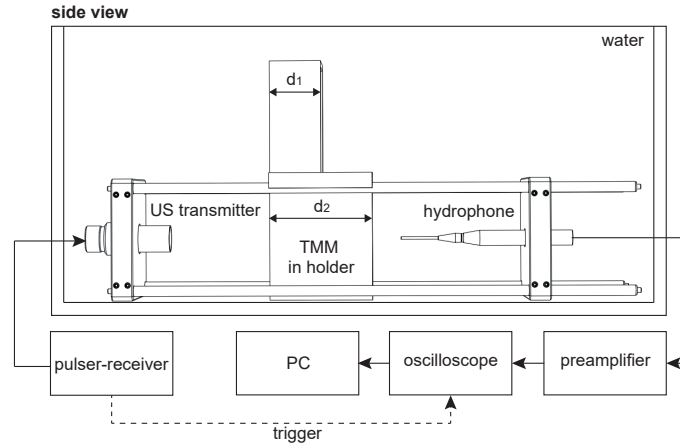 side view
water
d1
US transmitter
d2
hydrophone
TMM
in holder
pulser-receiver
PC
oscilloscope
preamplifier
trigger